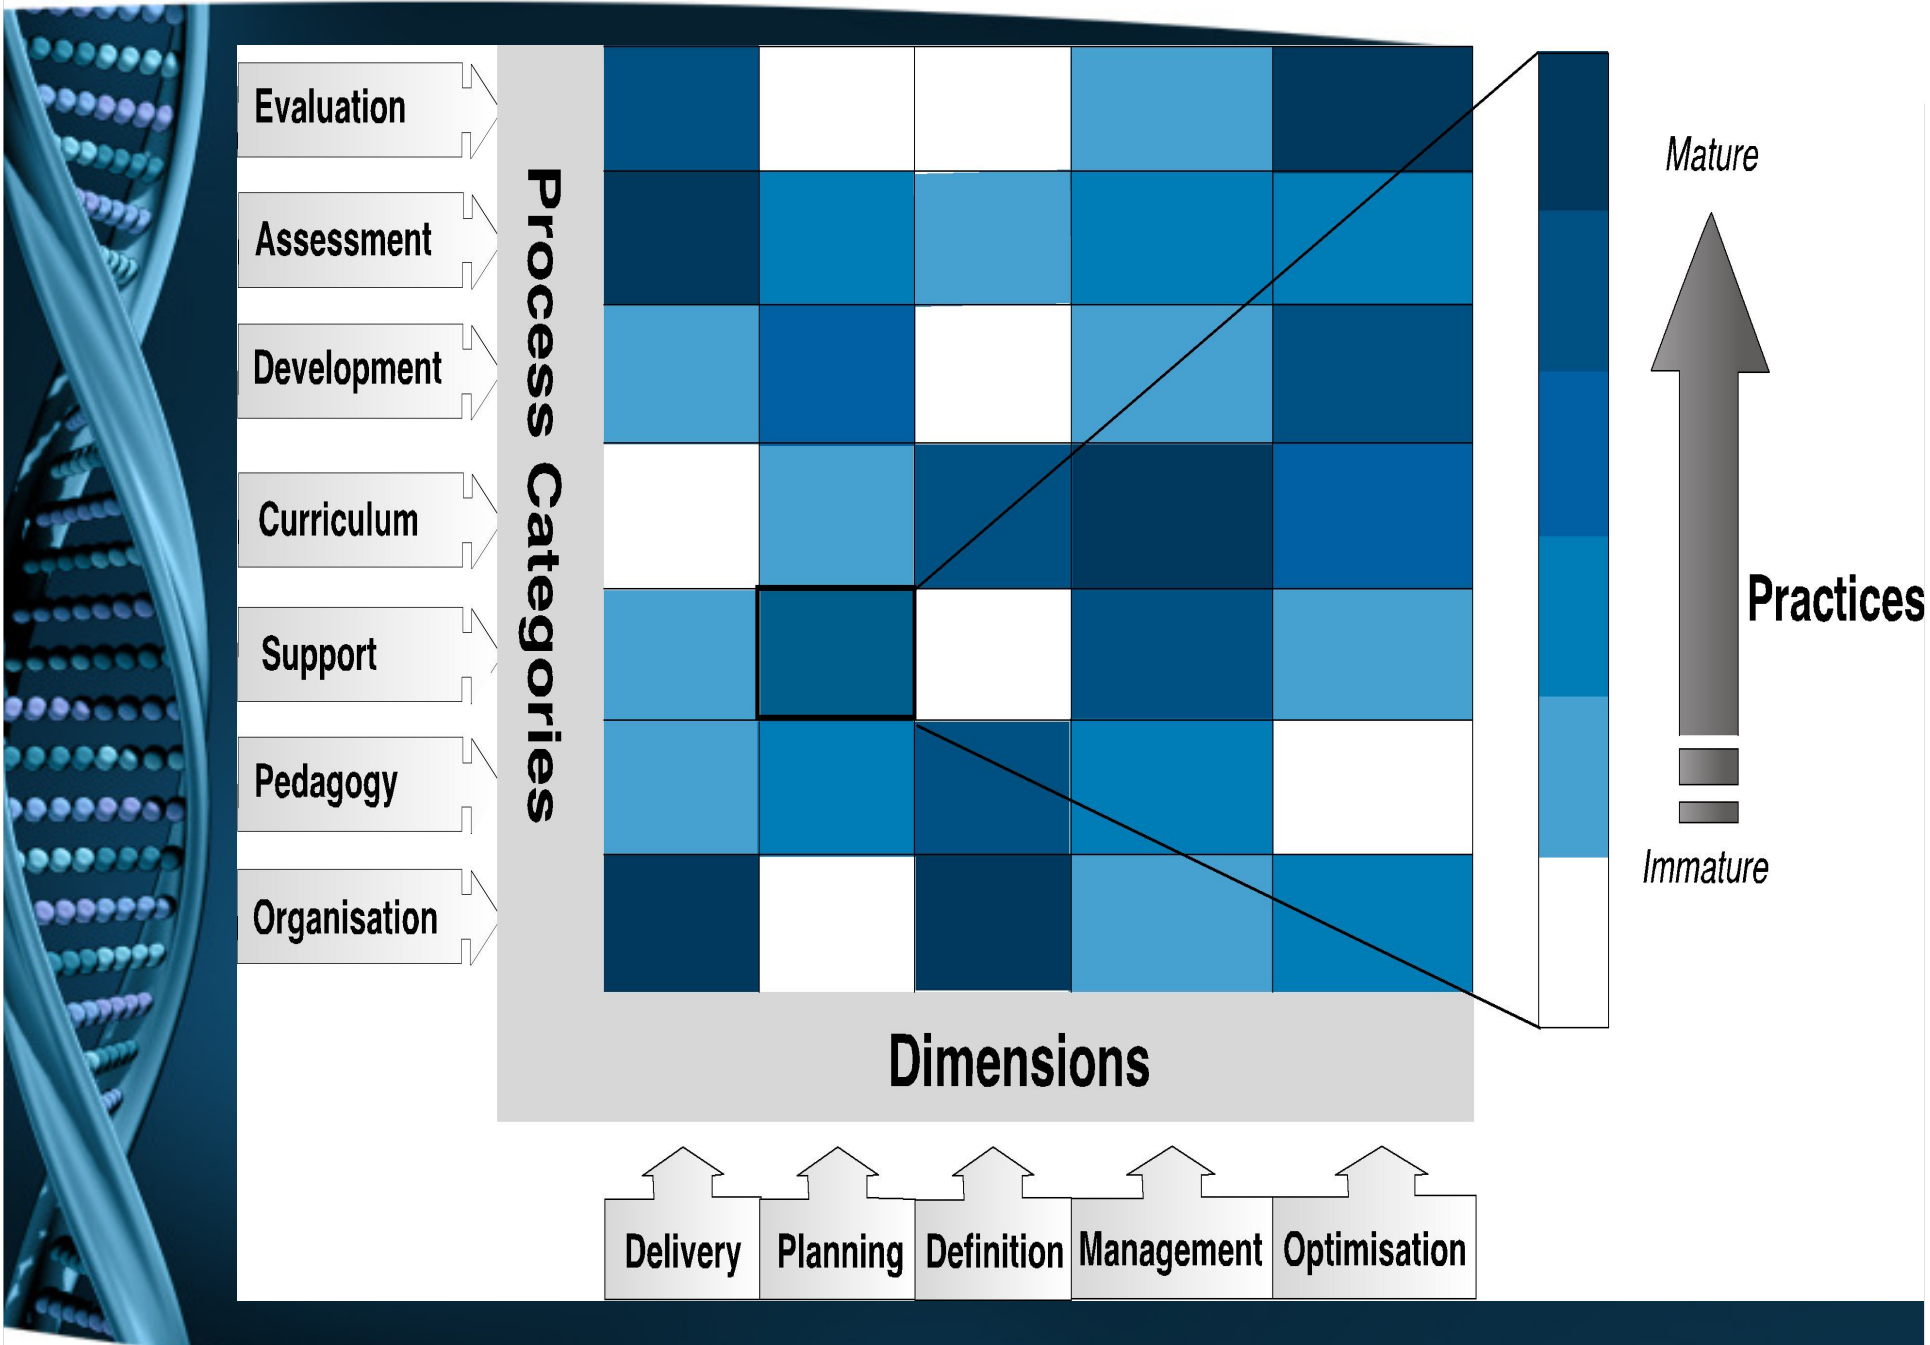 Evaluation
Assessment
Development
Curriculum
Support
Pedagogy
Organisation
Process Categories
Mature
Practices
Immature
Dimensions
Delivery
Planning
Definition
Management
Optimisation